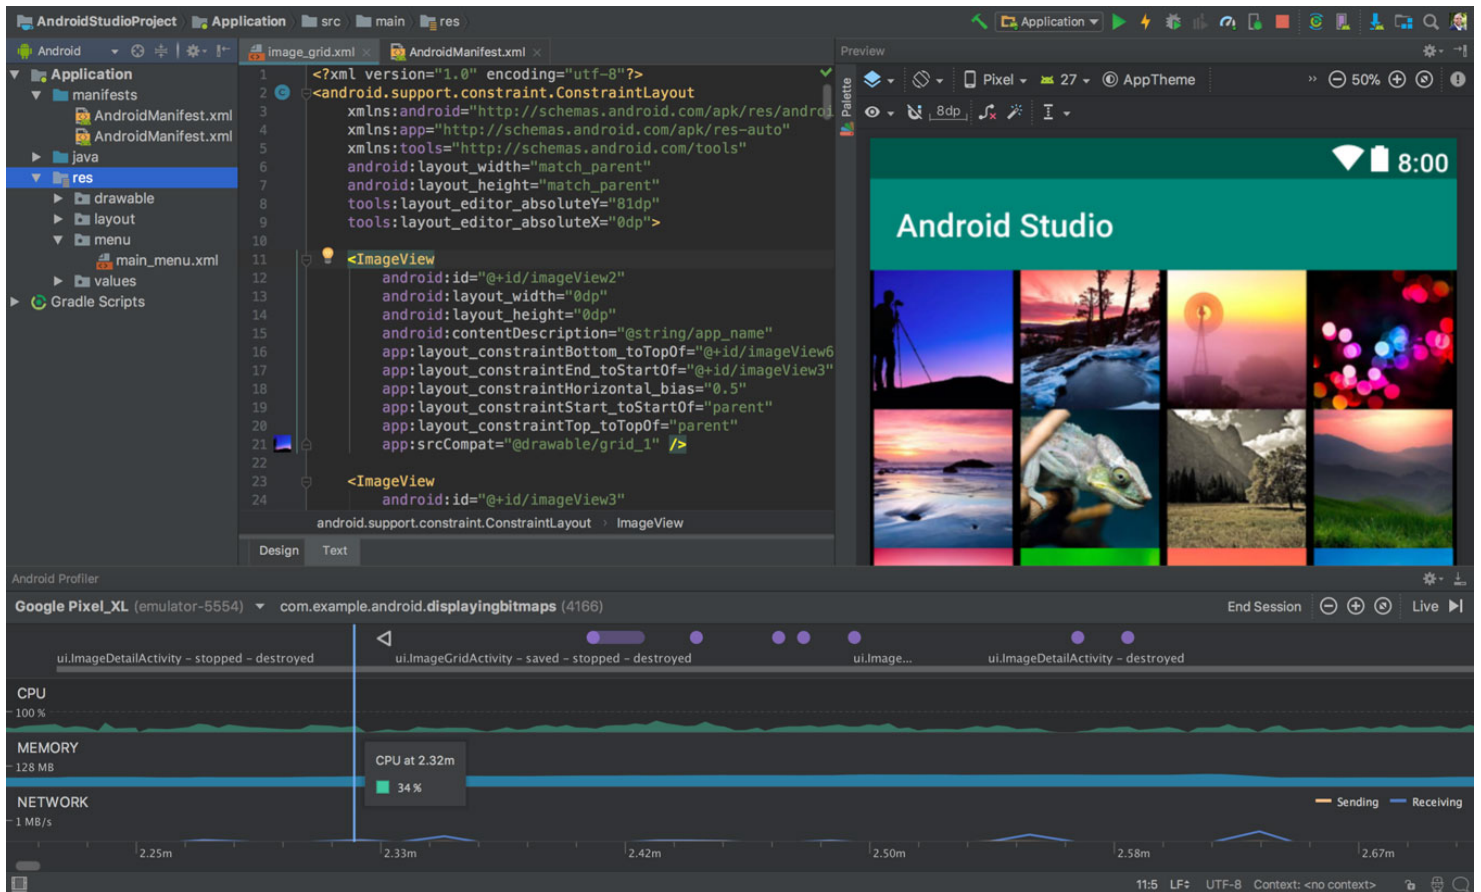 AndroidStudioProject Application src main res Application
Android image_grid.xml AndroidManifest.xml Preview
Application
manifests
AndroidManifest.xml
AndroidManifest.xml
java
res
drawable
layout
menu
main_menu.xml
values
Gradle Scripts
1 <?xml version="1.0" encoding="utf-8"?>
2 <android.support.constraint.ConstraintLayout
3 xmlns:android="http://schemas.android.com/apk/res/androi
4 xmlns:app="http://schemas.android.com/apk/res-auto"
5 xmlns:tools="http://schemas.android.com/tools"
6 android:layout_width="match_parent"
7 android:layout_height="match_parent"
8 tools:layout_editor_absoluteY="81dp"
9 tools:layout_editor_absoluteX="0dp">
10
11 <ImageView
12 android:id="@+id/imageView2"
13 android:layout_width="0dp"
14 android:layout_height="0dp"
15 android:contentDescription="@string/app_name"
16 app:layout_constraintBottom_toTopOf="@+id/imageView6
17 app:layout_constraintEnd_toStartOf="@+id/imageView3"
18 app:layout_constraintHorizontal_bias="0.5"
19 app:layout_constraintStart_toStartOf="parent"
20 app:layout_constraintTop_toTopOf="parent"
21 app:srcCompat="@drawable/grid_1" />
22
23 <ImageView
24 android:id="@+id/imageView3"
android.support.constraint.ConstraintLayout › ImageView
Design Text
Palette
Pixel 27 AppTheme » 50%
8dp
8:00
Android Studio
Android Profiler
Google Pixel_XL (emulator-5554) com.example.android.displayingbitmaps (4166) End Session Live
ui.ImageDetailActivity – stopped – destroyed ui.ImageGridActivity – saved – stopped – destroyed ui.Image... ui.ImageDetailActivity – destroyed
CPU
100 %
MEMORY
128 MB
CPU at 2.32m
34 %
NETWORK Sending Receiving
1 MB/s
2.25m 2.33m 2.42m 2.50m 2.58m 2.67m
11:5 LF÷ UTF-8 Context: <no context>